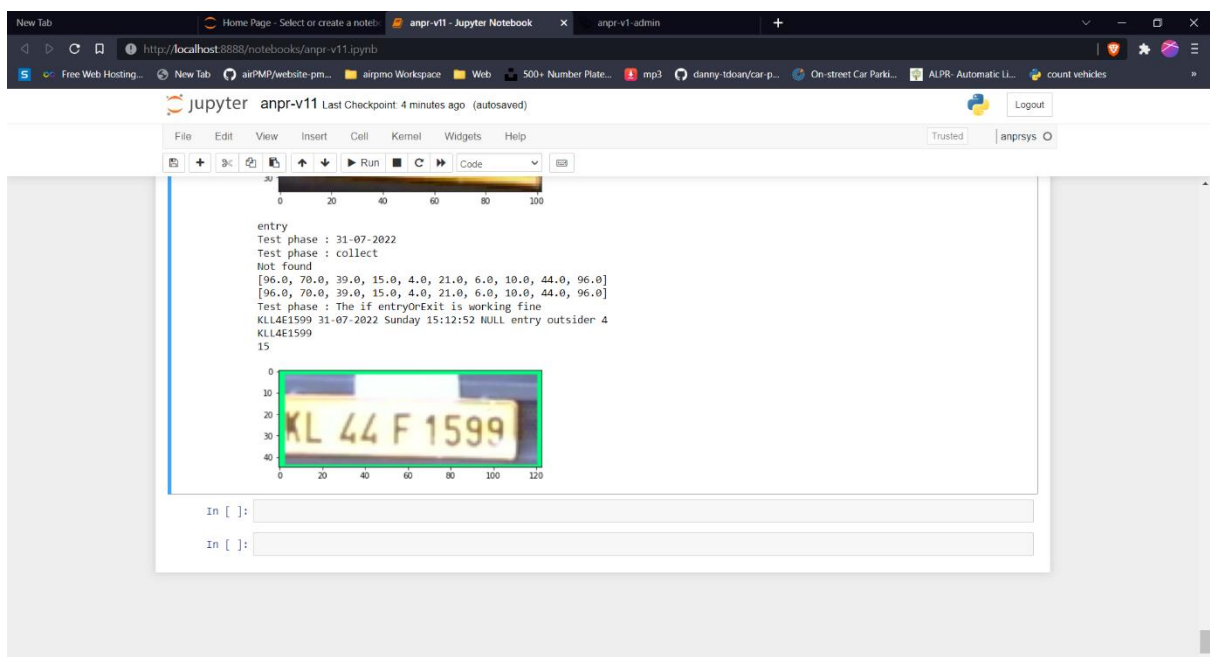 New Tab
Home Page - Select or create a noteb
anpr-v11 - Jupyter Notebook
anpr-v1-admin
http://localhost:8888/notebooks/anpr-v11.ipynb
Free Web Hosting...
New Tab
airPMP/website-pm...
airpmo Workspace
Web
500+ Number Plate...
mp3
danny-tdoan/car-p...
On-street Car Parki...
ALPR- Automatic Li...
count vehicles
jupyter anpr-v11 Last Checkpoint: 4 minutes ago (autosaved)
Logout
File Edit View Insert Cell Kernel Widgets Help
Trusted
anprsys
Run
Code
30
0 20 40 60 80 100
entry
Test phase : 31-07-2022
Test phase : collect
Not found
[96.0, 70.0, 39.0, 15.0, 4.0, 21.0, 6.0, 10.0, 44.0, 96.0]
[96.0, 70.0, 39.0, 15.0, 4.0, 21.0, 6.0, 10.0, 44.0, 96.0]
Test phase : The if entryOrExit is working fine
KLL4E1599 31-07-2022 Sunday 15:12:52 NULL entry outsider 4
KLL4E1599
15
0
10
20
30
40
KL 44 F 1599
0 20 40 60 80 100 120
In [ ]:
In [ ]: